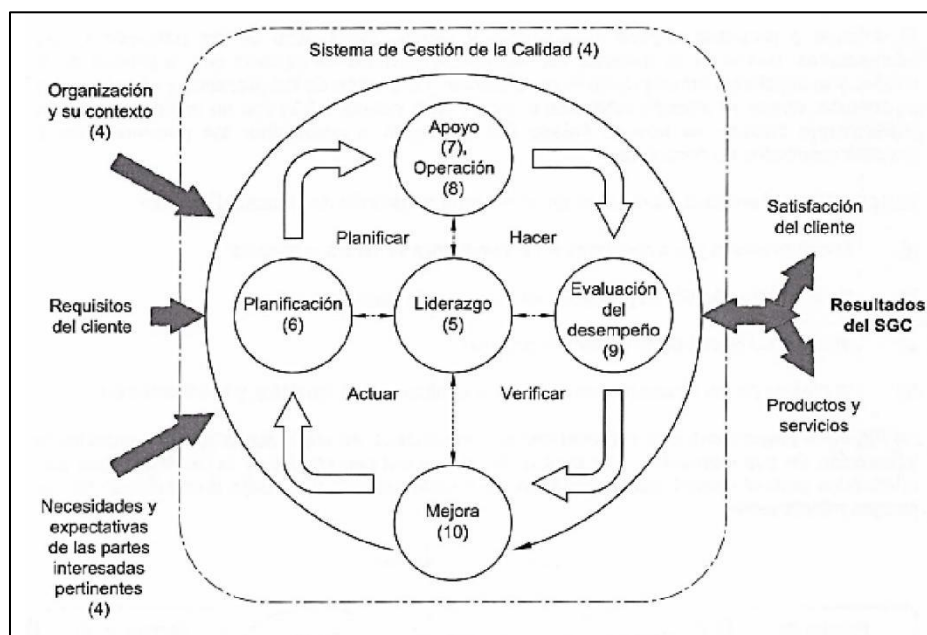 Sistema de Gestión de la Calidad (4)
Organización
y su contexto
(4)
Apoyo
(7),
Operación
(8)
Satisfacción
del cliente
Planificar
Hacer
Requisitos
del cliente
Planificación
(6)
Liderazgo
(5)
Evaluación
del
desempeño
(9)
Resultados
del SGC
Actuar
Verificar
Productos y
servicios
Necesidades y
expectativas
de las partes
interesadas
pertinentes
(4)
Mejora
(10)